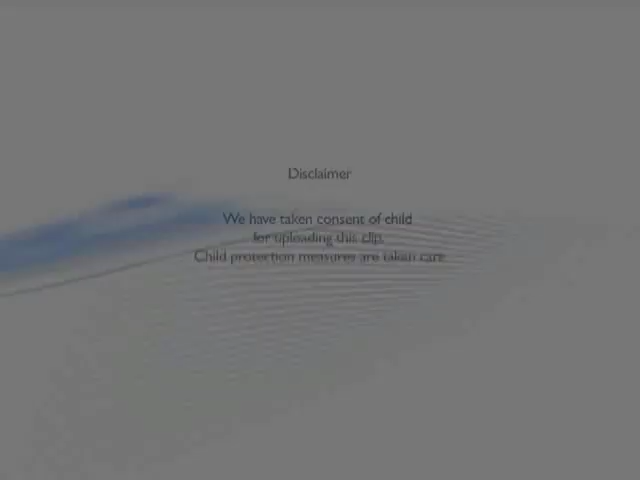 Disclaimer
We have taken consent of child
for uploading this clip.
Child protection measures are taken care